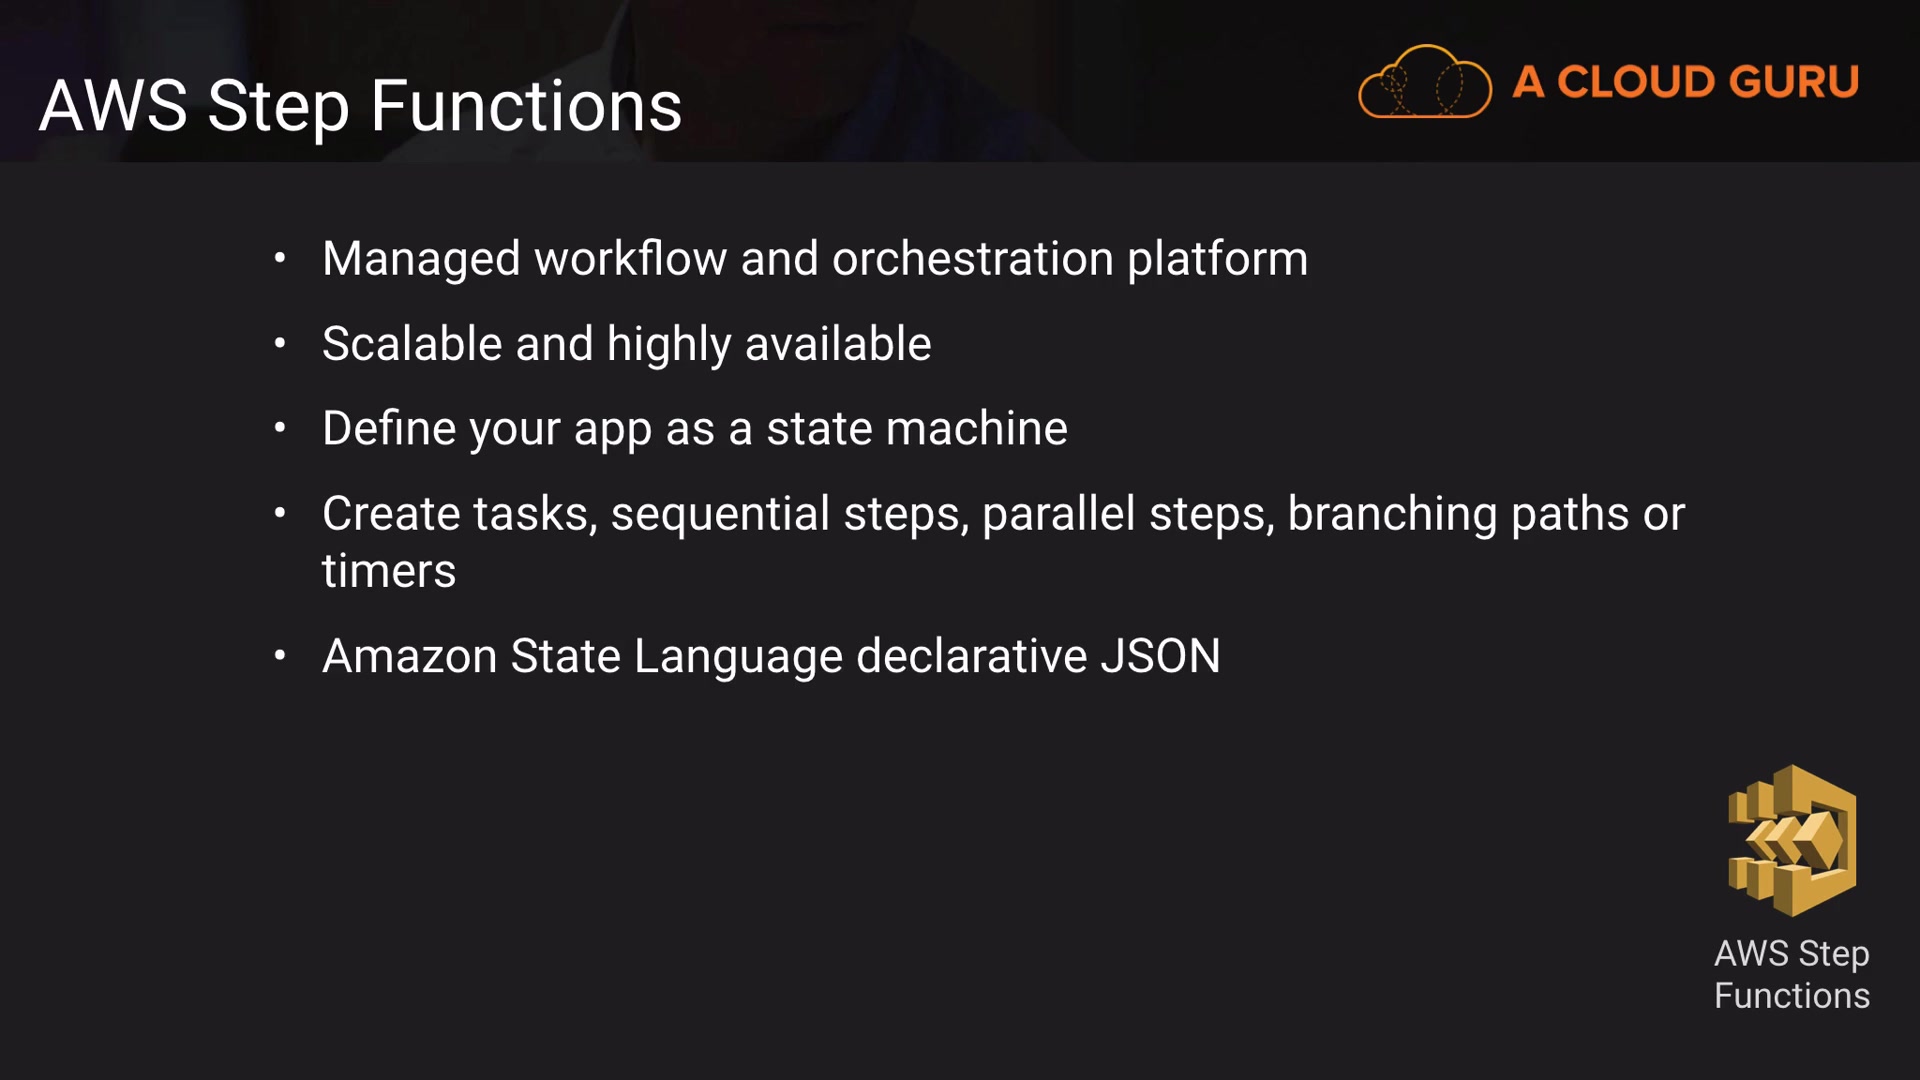 AWS Step Functions
A CLOUD GURU
• Managed workflow and orchestration platform
• Scalable and highly available
• Define your app as a state machine
• Create tasks, sequential steps, parallel steps, branching paths or
timers
• Amazon State Language declarative JSON
AWS Step
Functions